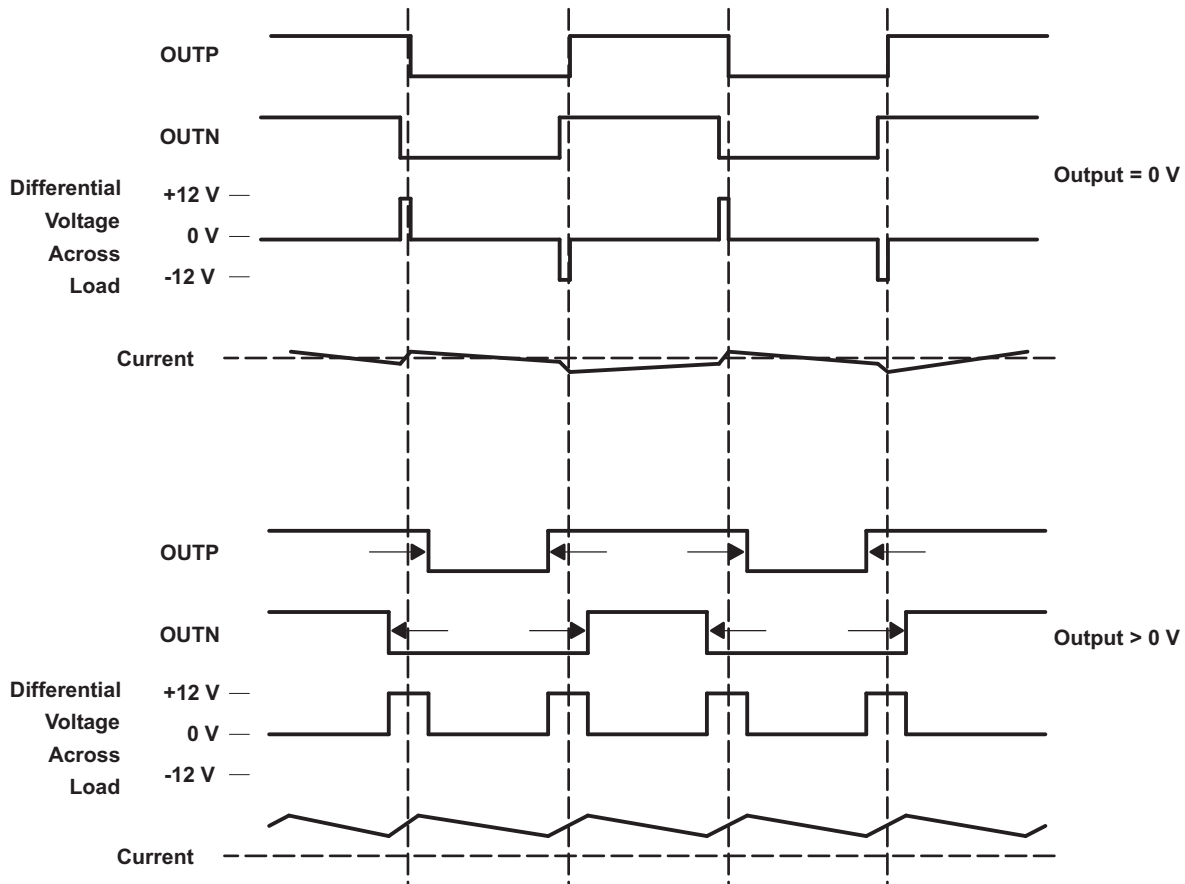 OUTP
OUTN
Output = 0 V
Differential
Voltage
Across
Load
+12 V
0 V
-12 V
Current
OUTP
OUTN
Output > 0 V
Differential
Voltage
Across
Load
+12 V
0 V
-12 V
Current